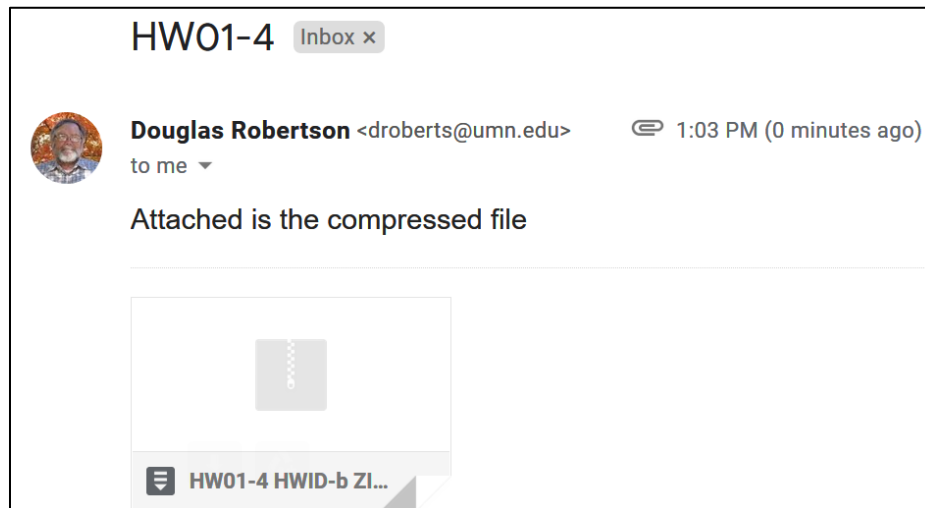 HW01-4 Inbox ×
Douglas Robertson <droberts@umn.edu> 1:03 PM (0 minutes ago)
to me
Attached is the compressed file
HW01-4 HWID-b ZI...